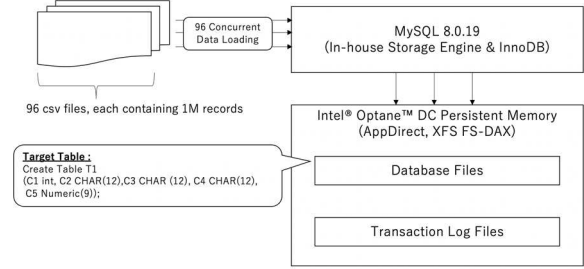 96 Concurrent
Data Loading
MySQL 8.0.19
(In-house Storage Engine & InnoDB)
96 csv files, each containing 1M records
Intel® Optane™ DC Persistent Memory
(AppDirect, XFS FS-DAX)
Target Table :
Create Table T1
(C1 int, C2 CHAR(12),C3 CHAR (12), C4 CHAR(12),
C5 Numeric(9));
Database Files
Transaction Log Files